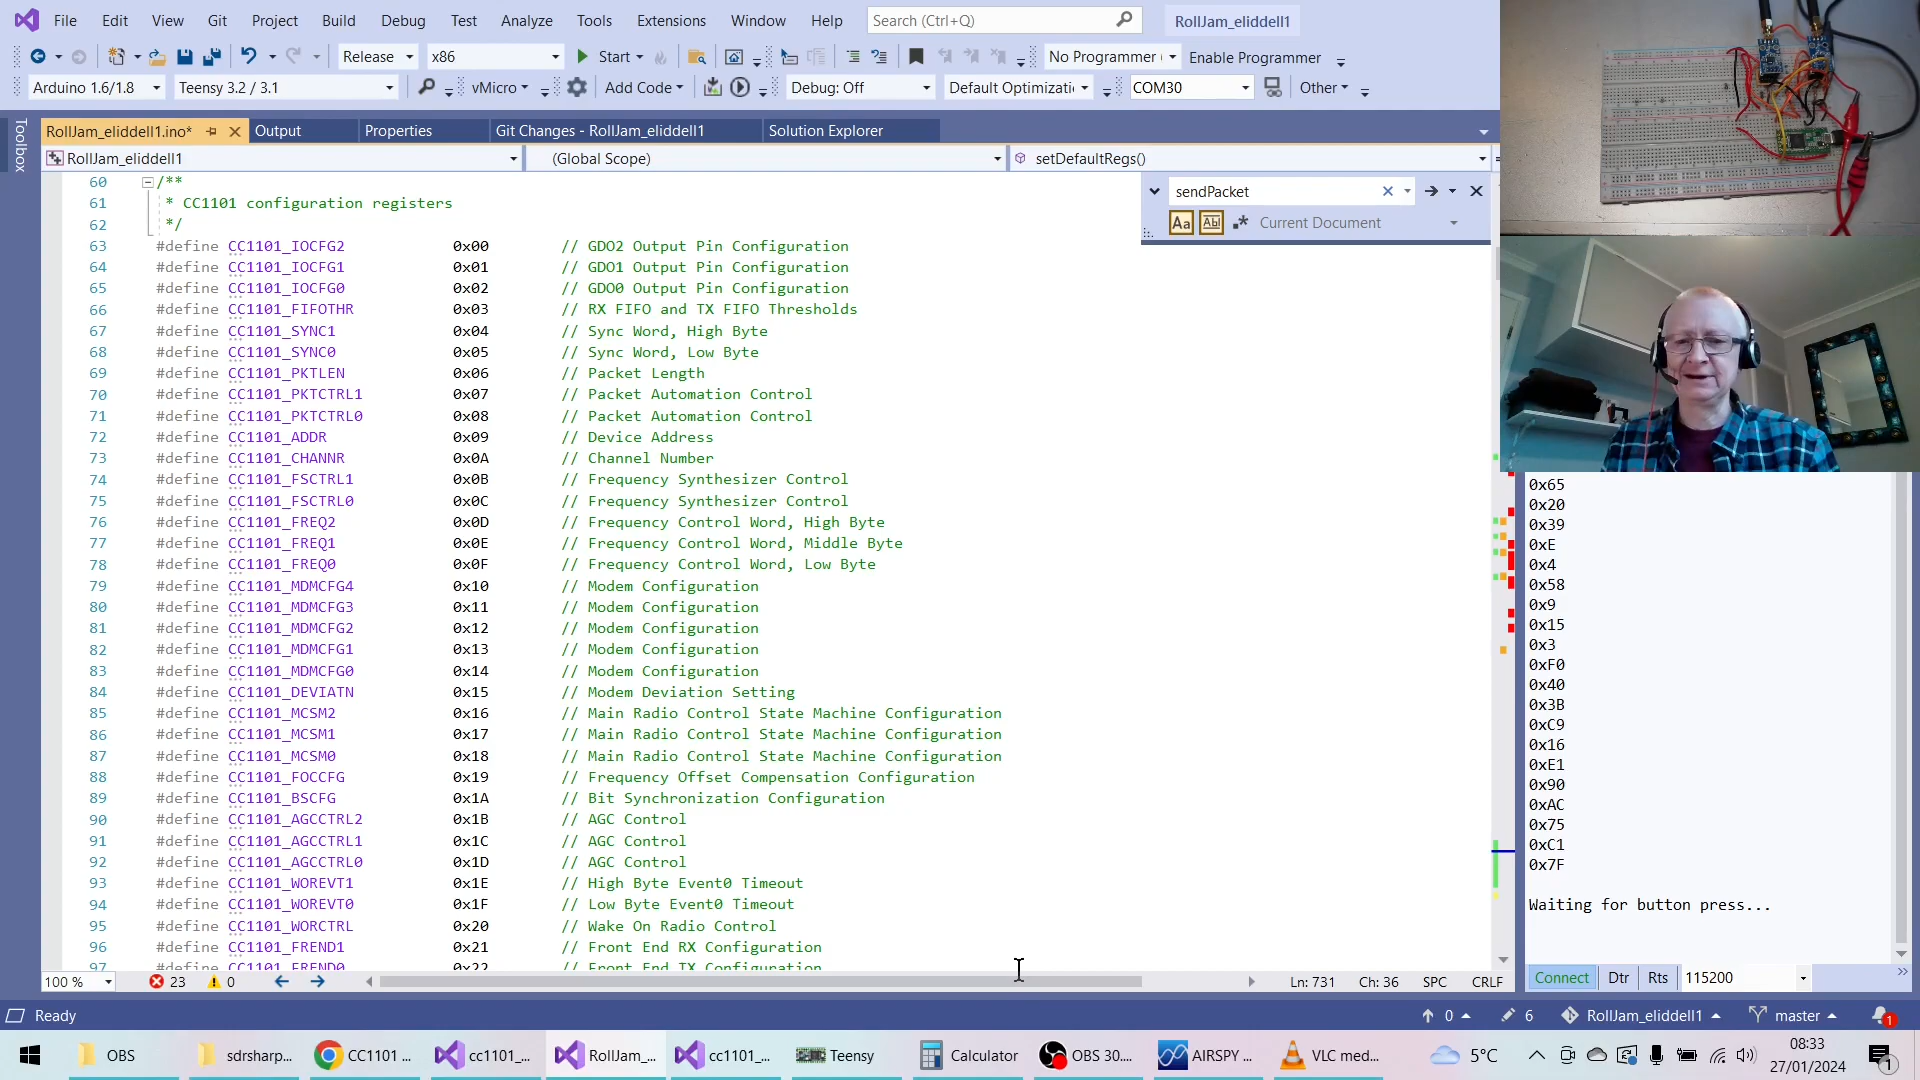 File Edit View Git Project Build Debug Test Analyze Tools Extensions Window Help Search (Ctrl+Q) RollJam_eliddell1
Release x86 Start No Programmer Enable Programmer
Arduino 1.6/1.8 Teensy 3.2 / 3.1 vMicro Add Code Debug: Off Default Optimizati COM30 Other
Toolbox
RollJam_eliddell1.ino* Output Properties Git Changes - RollJam_eliddell1 Solution Explorer
RollJam_eliddell1 (Global Scope) setDefaultRegs()
sendPacket
Aa Abl Current Document
60 /**
61 * CC1101 configuration registers
62 */
63 #define CC1101_IOCFG2 0x00 // GDO2 Output Pin Configuration
64 #define CC1101_IOCFG1 0x01 // GDO1 Output Pin Configuration
65 #define CC1101_IOCFG0 0x02 // GDO0 Output Pin Configuration
66 #define CC1101_FIFOTHR 0x03 // RX FIFO and TX FIFO Thresholds
67 #define CC1101_SYNC1 0x04 // Sync Word, High Byte
68 #define CC1101_SYNC0 0x05 // Sync Word, Low Byte
69 #define CC1101_PKTLEN 0x06 // Packet Length
70 #define CC1101_PKTCTRL1 0x07 // Packet Automation Control
71 #define CC1101_PKTCTRL0 0x08 // Packet Automation Control
72 #define CC1101_ADDR 0x09 // Device Address
73 #define CC1101_CHANNR 0x0A // Channel Number
74 #define CC1101_FSCTRL1 0x0B // Frequency Synthesizer Control
75 #define CC1101_FSCTRL0 0x0C // Frequency Synthesizer Control
76 #define CC1101_FREQ2 0x0D // Frequency Control Word, High Byte
77 #define CC1101_FREQ1 0x0E // Frequency Control Word, Middle Byte
78 #define CC1101_FREQ0 0x0F // Frequency Control Word, Low Byte
79 #define CC1101_MDMCFG4 0x10 // Modem Configuration
80 #define CC1101_MDMCFG3 0x11 // Modem Configuration
81 #define CC1101_MDMCFG2 0x12 // Modem Configuration
82 #define CC1101_MDMCFG1 0x13 // Modem Configuration
83 #define CC1101_MDMCFG0 0x14 // Modem Configuration
84 #define CC1101_DEVIATN 0x15 // Modem Deviation Setting
85 #define CC1101_MCSM2 0x16 // Main Radio Control State Machine Configuration
86 #define CC1101_MCSM1 0x17 // Main Radio Control State Machine Configuration
87 #define CC1101_MCSM0 0x18 // Main Radio Control State Machine Configuration
88 #define CC1101_FOCCFG 0x19 // Frequency Offset Compensation Configuration
89 #define CC1101_BSCFG 0x1A // Bit Synchronization Configuration
90 #define CC1101_AGCCTRL2 0x1B // AGC Control
91 #define CC1101_AGCCTRL1 0x1C // AGC Control
92 #define CC1101_AGCCTRL0 0x1D // AGC Control
93 #define CC1101_WOREVT1 0x1E // High Byte Event0 Timeout
94 #define CC1101_WOREVT0 0x1F // Low Byte Event0 Timeout
95 #define CC1101_WORCTRL 0x20 // Wake On Radio Control
96 #define CC1101_FREND1 0x21 // Front End RX Configuration
97 #define CC1101_FREND0 0x22 // Front End TX Configuration
0x65
0x20
0x39
0xE
0x4
0x58
0x9
0x15
0x3
0xF0
0x40
0x3B
0xC9
0x16
0xE1
0x90
0xAC
0x75
0xC1
0x7F
Waiting for button press...
100 % 23 0 Ln: 731 Ch: 36 SPC CRLF
Connect Dtr Rts 115200
Ready 0 6 RollJam_eliddell1 master 1
OBS sdrsharp... CC1101 ... cc1101_... RollJam_... cc1101_... Teensy Calculator OBS 30.... AIRSPY ... VLC med... 5°C 08:33
27/01/2024 1